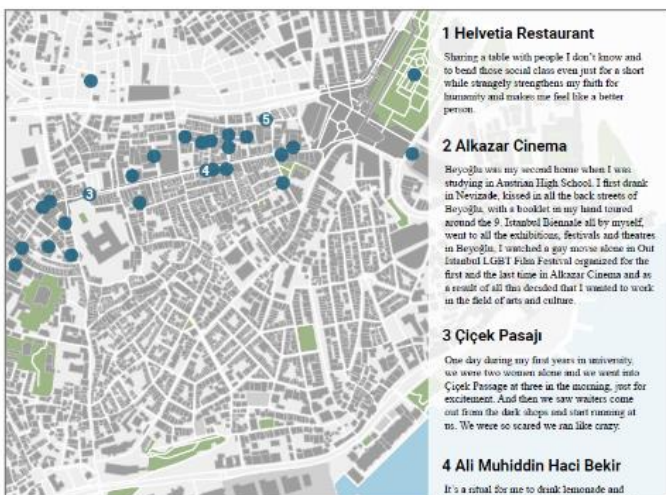 1 Helvetia Restaurant
Sharing a table with people I don't know and
to bend those social class even just for a short
while strangely strengthens my faith for
humanity and makes me feel like a better
person.
2 Alkazar Cinema
Beyoğlu was my second home when I was
studying in Austrian High School. I first drank
in Nevizade, kissed in all the back streets of
Beyoğlu, with a booklet in my hand toured
around the 9. Istanbul Biennale all by myself,
went to all the exhibitions, festivals and theatres
in Beyoğlu, I watched a gay movie alone in Out
Istanbul LGBT Film Festival organized for the
first and the last time in Alkazar Cinema and as
a result of all this decided that I wanted to work
in the field of arts and culture.
3 Çiçek Pasajı
One day during my first years in university,
we were two women alone and we went into
Çiçek Passage at three in the morning, just for
excitement. And then we saw waiters come
out from the dark shops and start running at
us. We were so scared we ran like crazy.
4 Ali Muhiddin Haci Bekir
It's a ritual for me to drink lemonade and
5
4
3